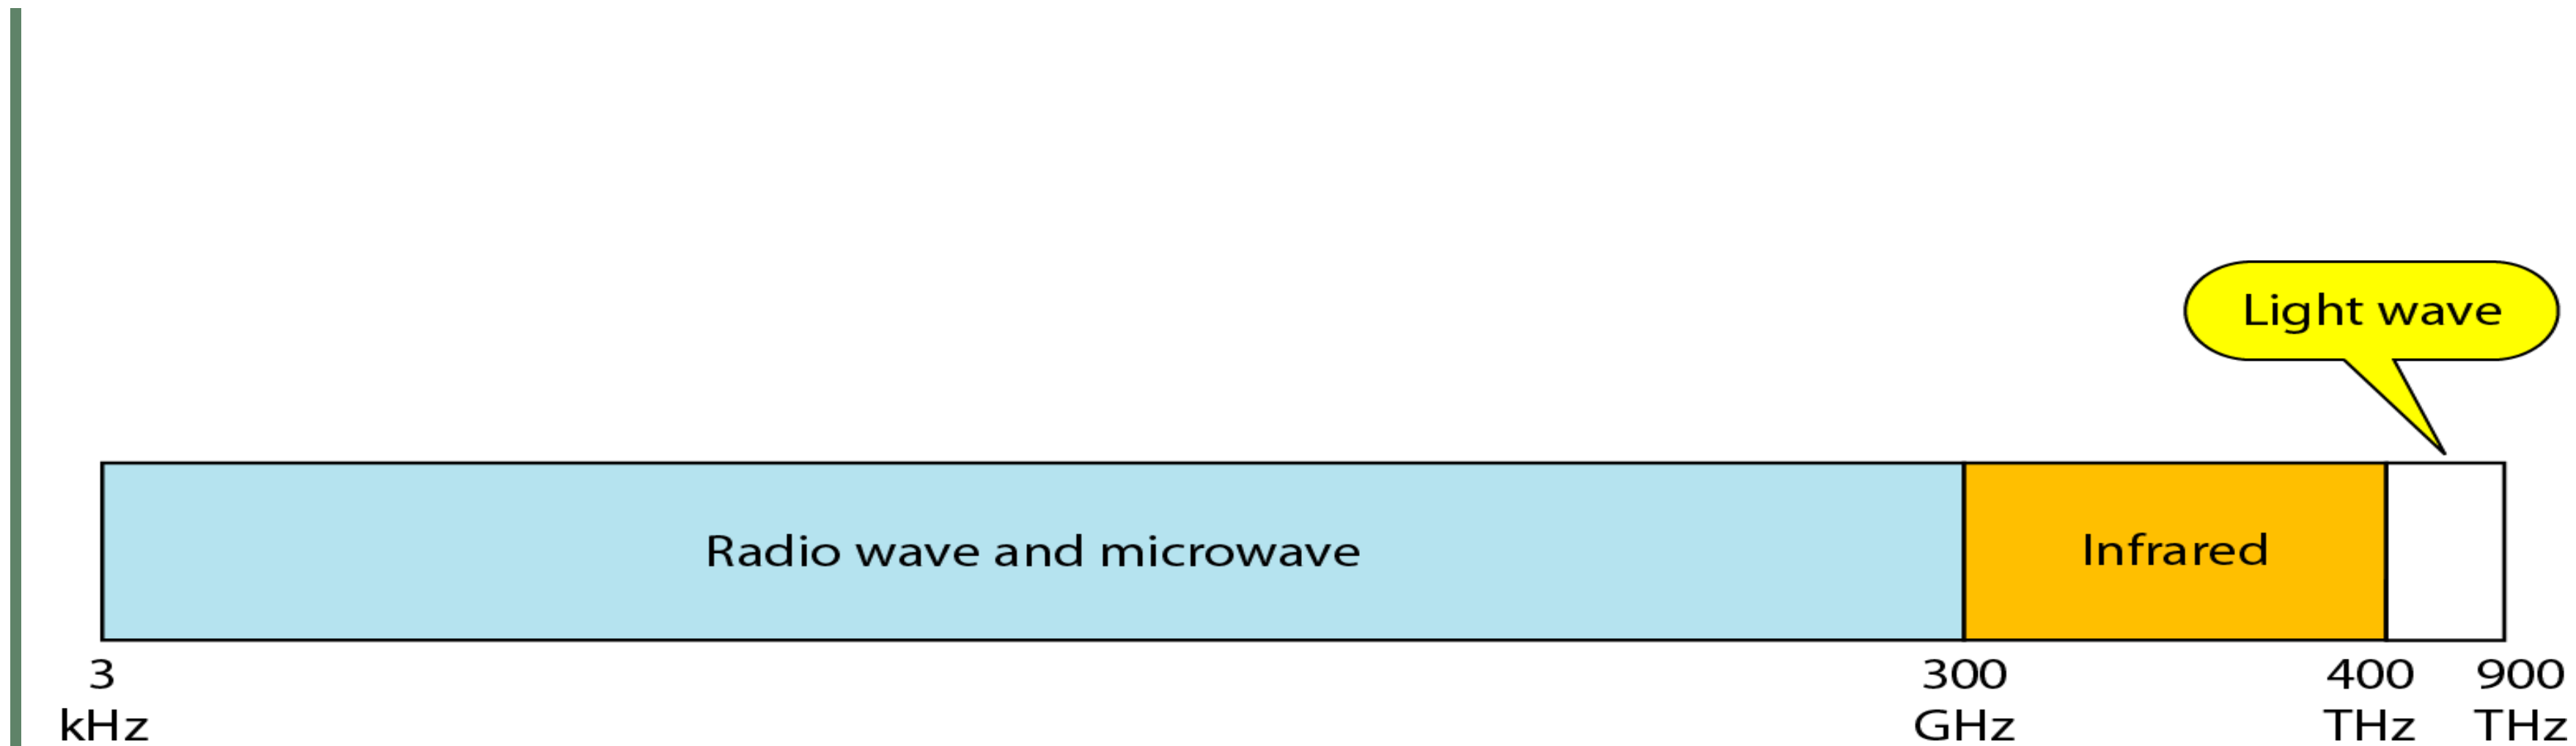 Light wave
Radio wave and microwave
Infrared
3
kHz
300
GHz
400
THz
900
THz